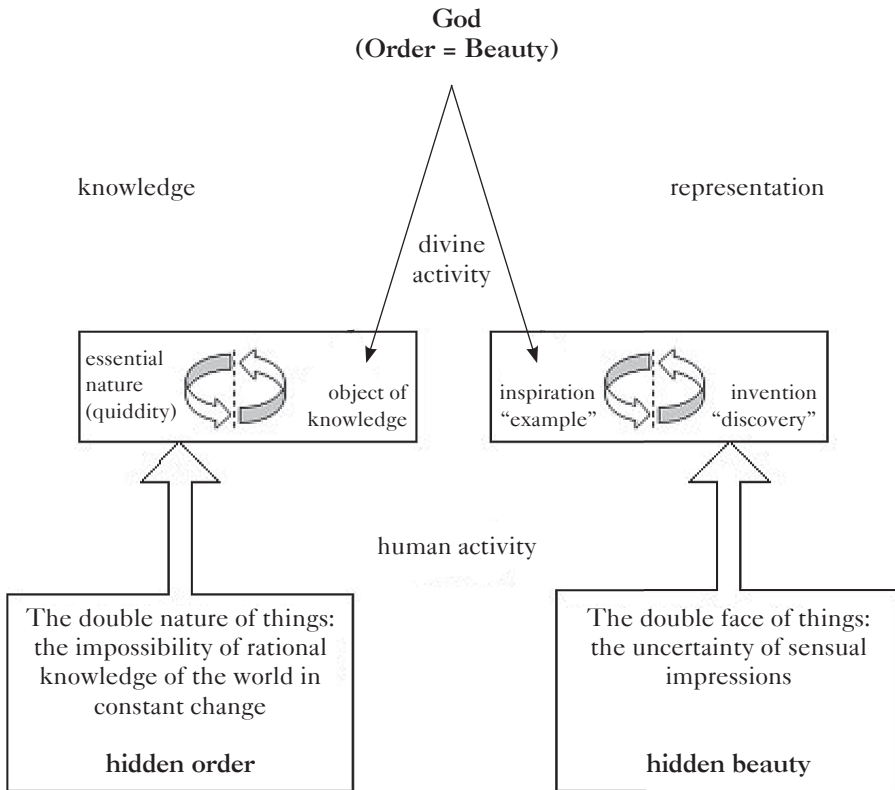 God
(Order = Beauty)
knowledge
representation
divine
activity
essential
nature
(quiddity)
object of
knowledge
inspiration
“example”
invention
“discovery”
human activity
The double nature of things:
the impossibility of rational
knowledge of the world in
constant change
hidden order
The double face of things:
the uncertainty of sensual
impressions
hidden beauty